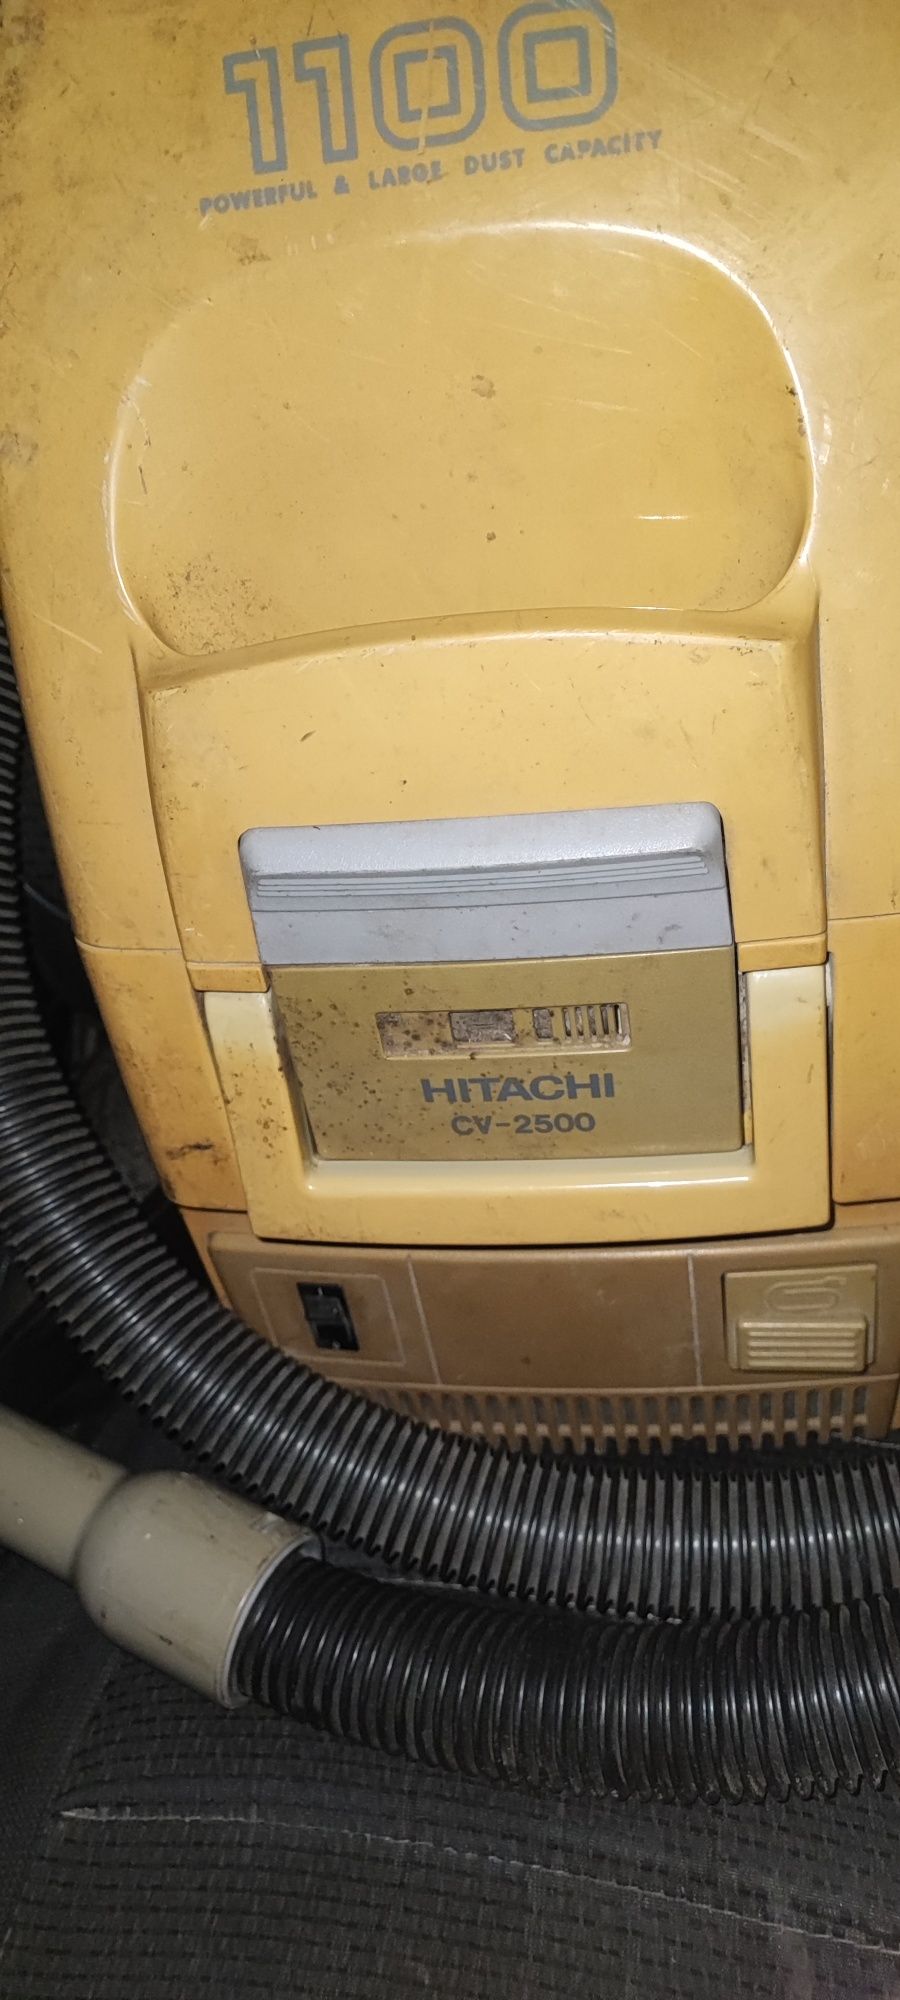 1100
POWERFUL & LARGE DUST CAPACITY
HITACHI
CV-2500